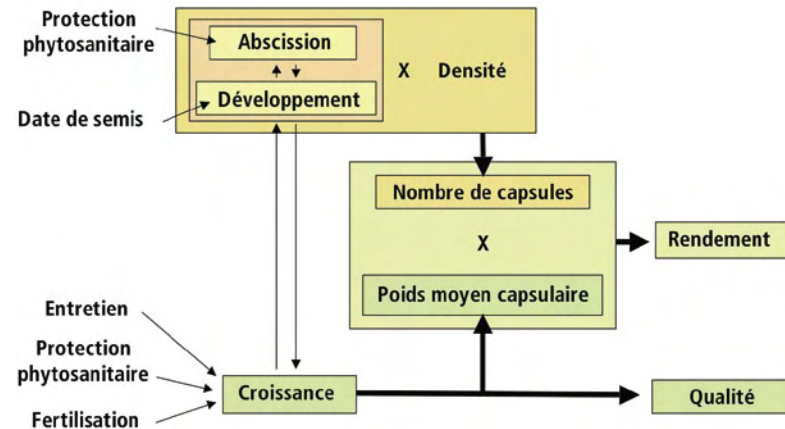 Protection
phytosanitaire
Abscission
X Densité
Développement
Date de semis
Nombre de capsules
X
Rendement
Poids moyen capsulaire
Entretien
Protection
phytosanitaire
Croissance
Qualité
Fertilisation